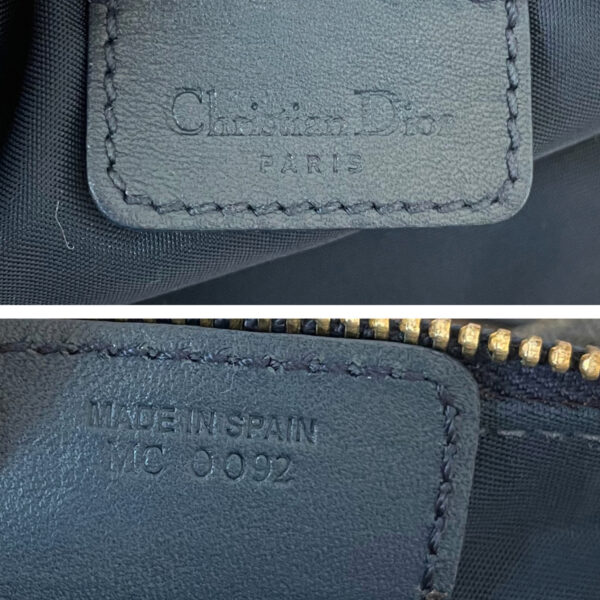 Christian Dior
PARIS
MADE IN SPAIN
MC 0092